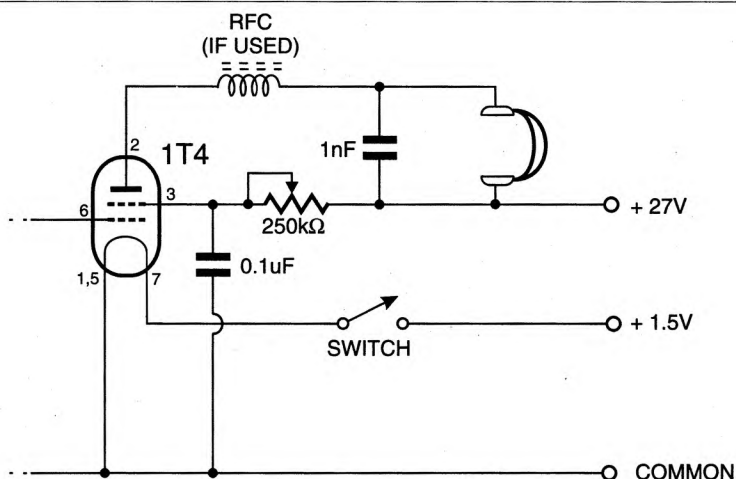 RFC
(IF USED)
2
1T4
1nF
3
6
+ 27V
250kΩ
0.1uF
1,5
7
+ 1.5V
SWITCH
COMMON